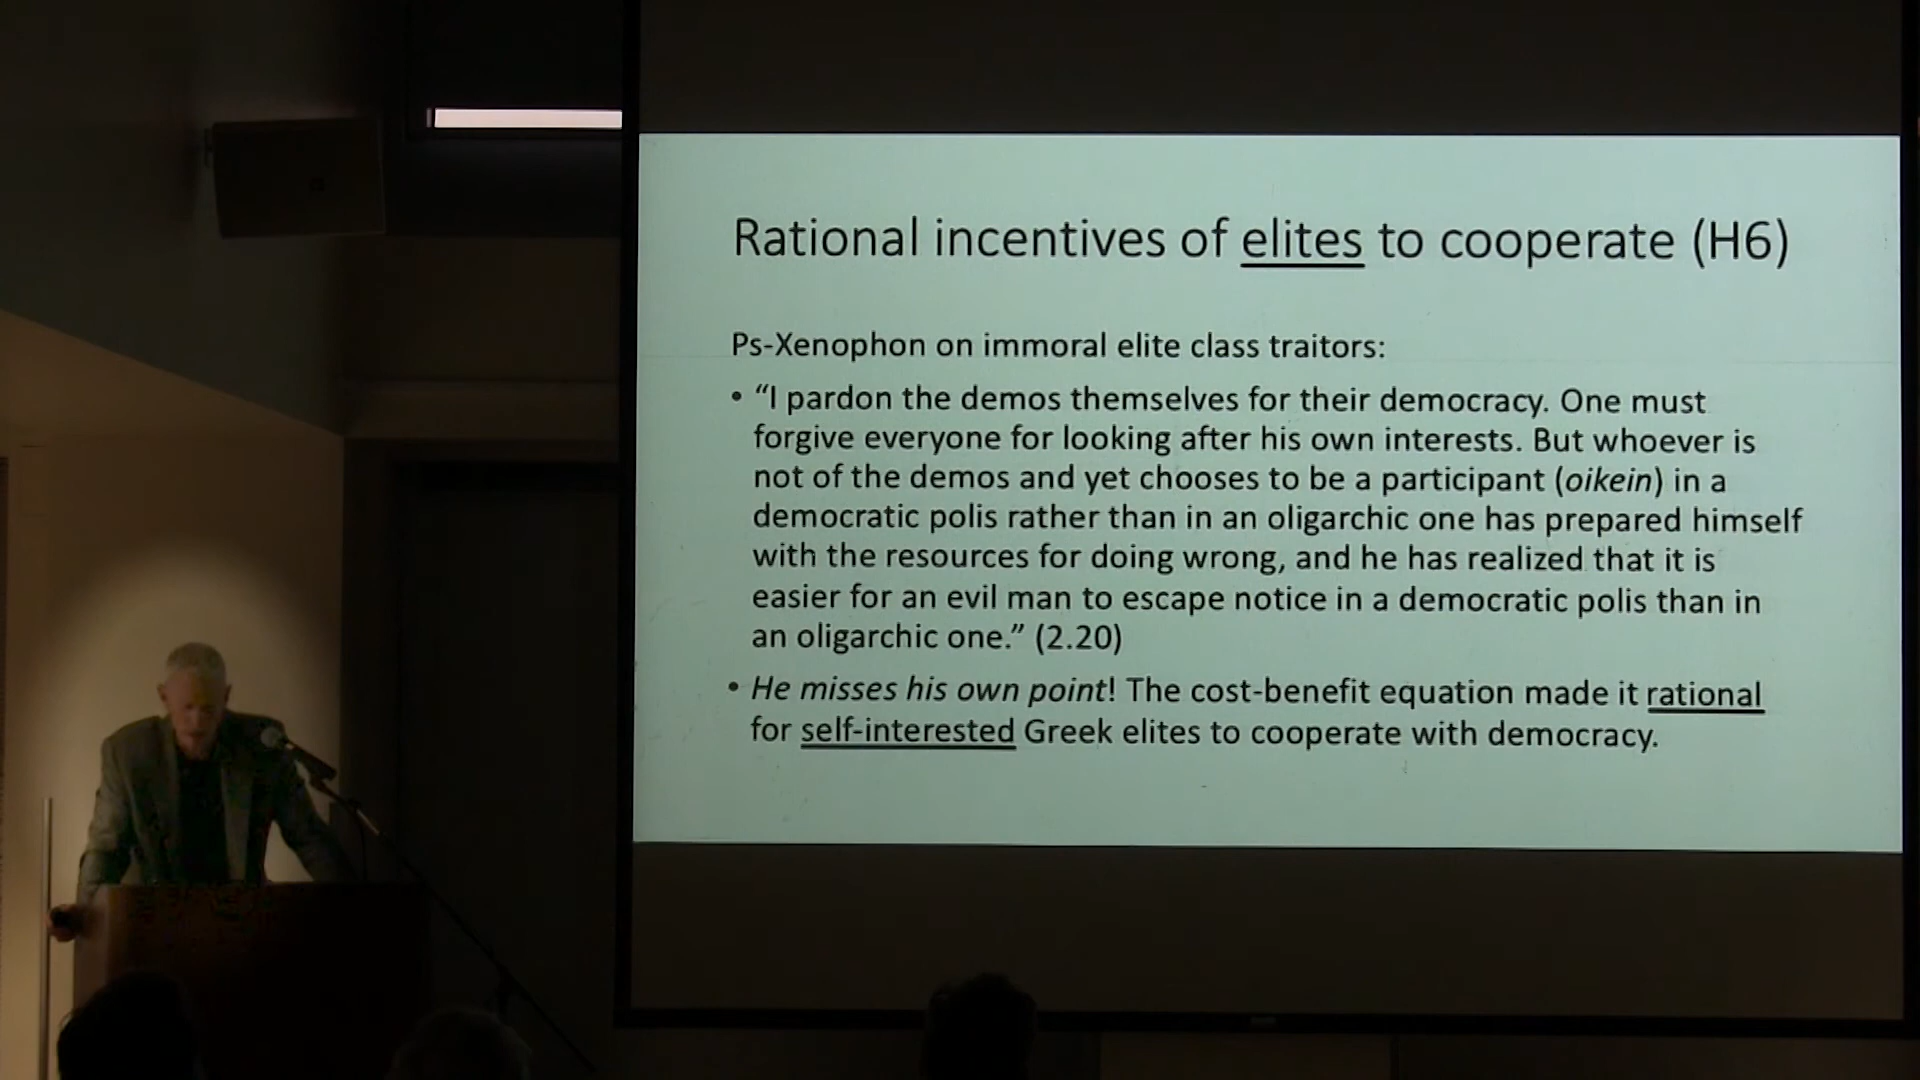 Rational incentives of elites to cooperate (H6)
Ps-Xenophon on immoral elite class traitors:
• “I pardon the demos themselves for their democracy. One must
forgive everyone for looking after his own interests. But whoever is
not of the demos and yet chooses to be a participant (oikein) in a
democratic polis rather than in an oligarchic one has prepared himself
with the resources for doing wrong, and he has realized that it is
easier for an evil man to escape notice in a democratic polis than in
an oligarchic one.” (2.20)
• He misses his own point! The cost-benefit equation made it rational
for self-interested Greek elites to cooperate with democracy.